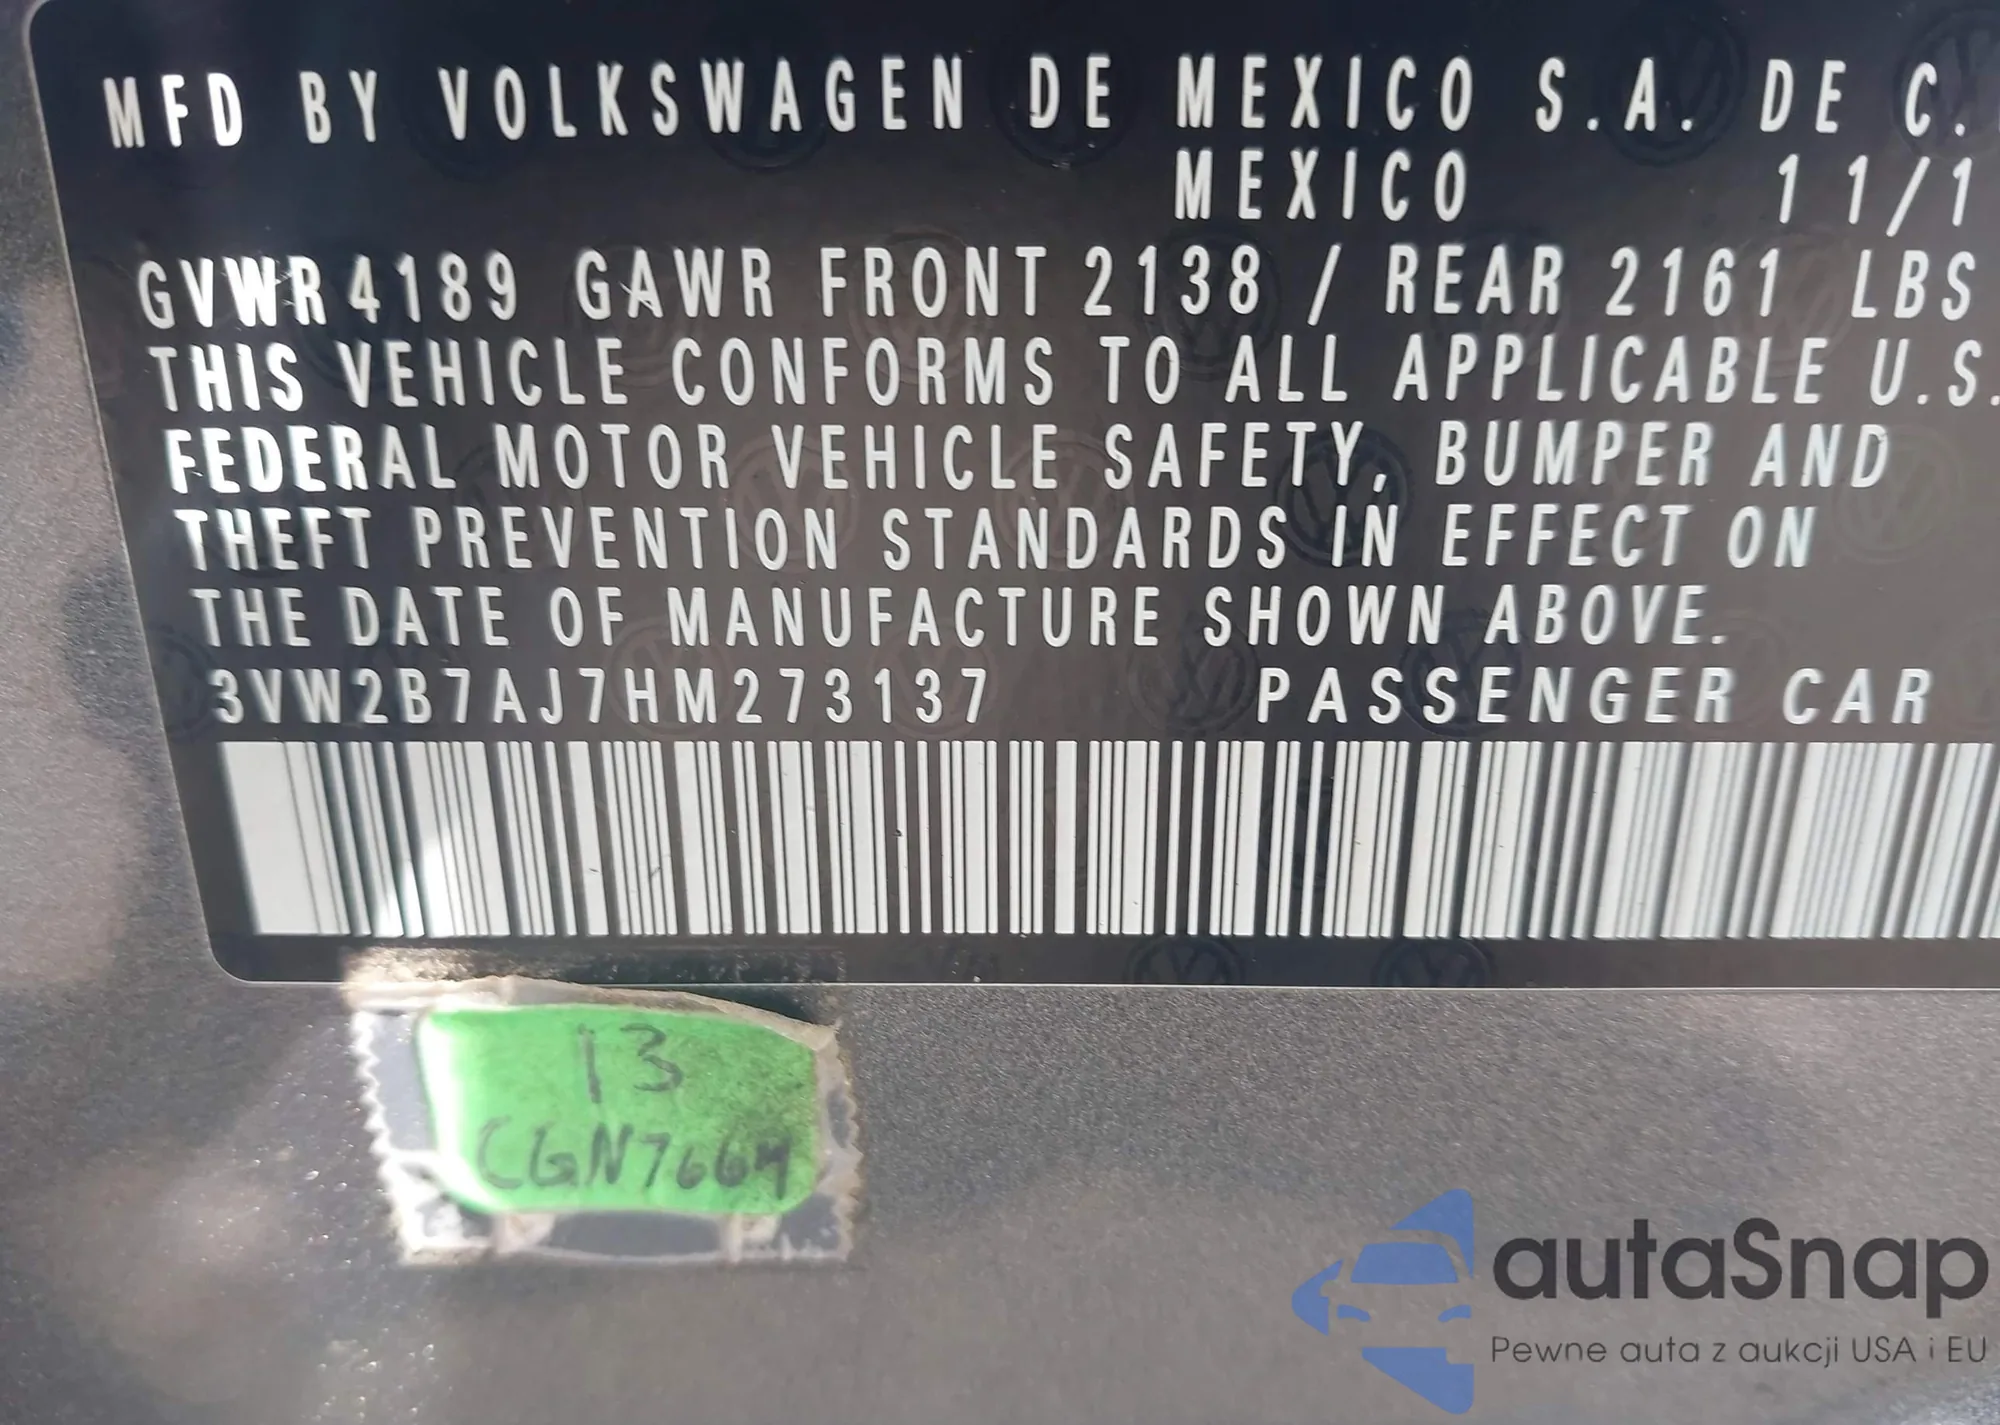 MFD BY VOLKSWAGEN DE MEXICO S.A. DE C.
MEXICO 11/1
GVWR 4189 GAWR FRONT 2138 / REAR 2161 LBS
THIS VEHICLE CONFORMS TO ALL APPLICABLE U.S.
FEDERAL MOTOR VEHICLE SAFETY, BUMPER AND
THEFT PREVENTION STANDARDS IN EFFECT ON
THE DATE OF MANUFACTURE SHOWN ABOVE.
3VW2B7AJ7HM273137 PASSENGER CAR
13
CGN7664
autaSnap
Pewne auta z aukcji USA i EU